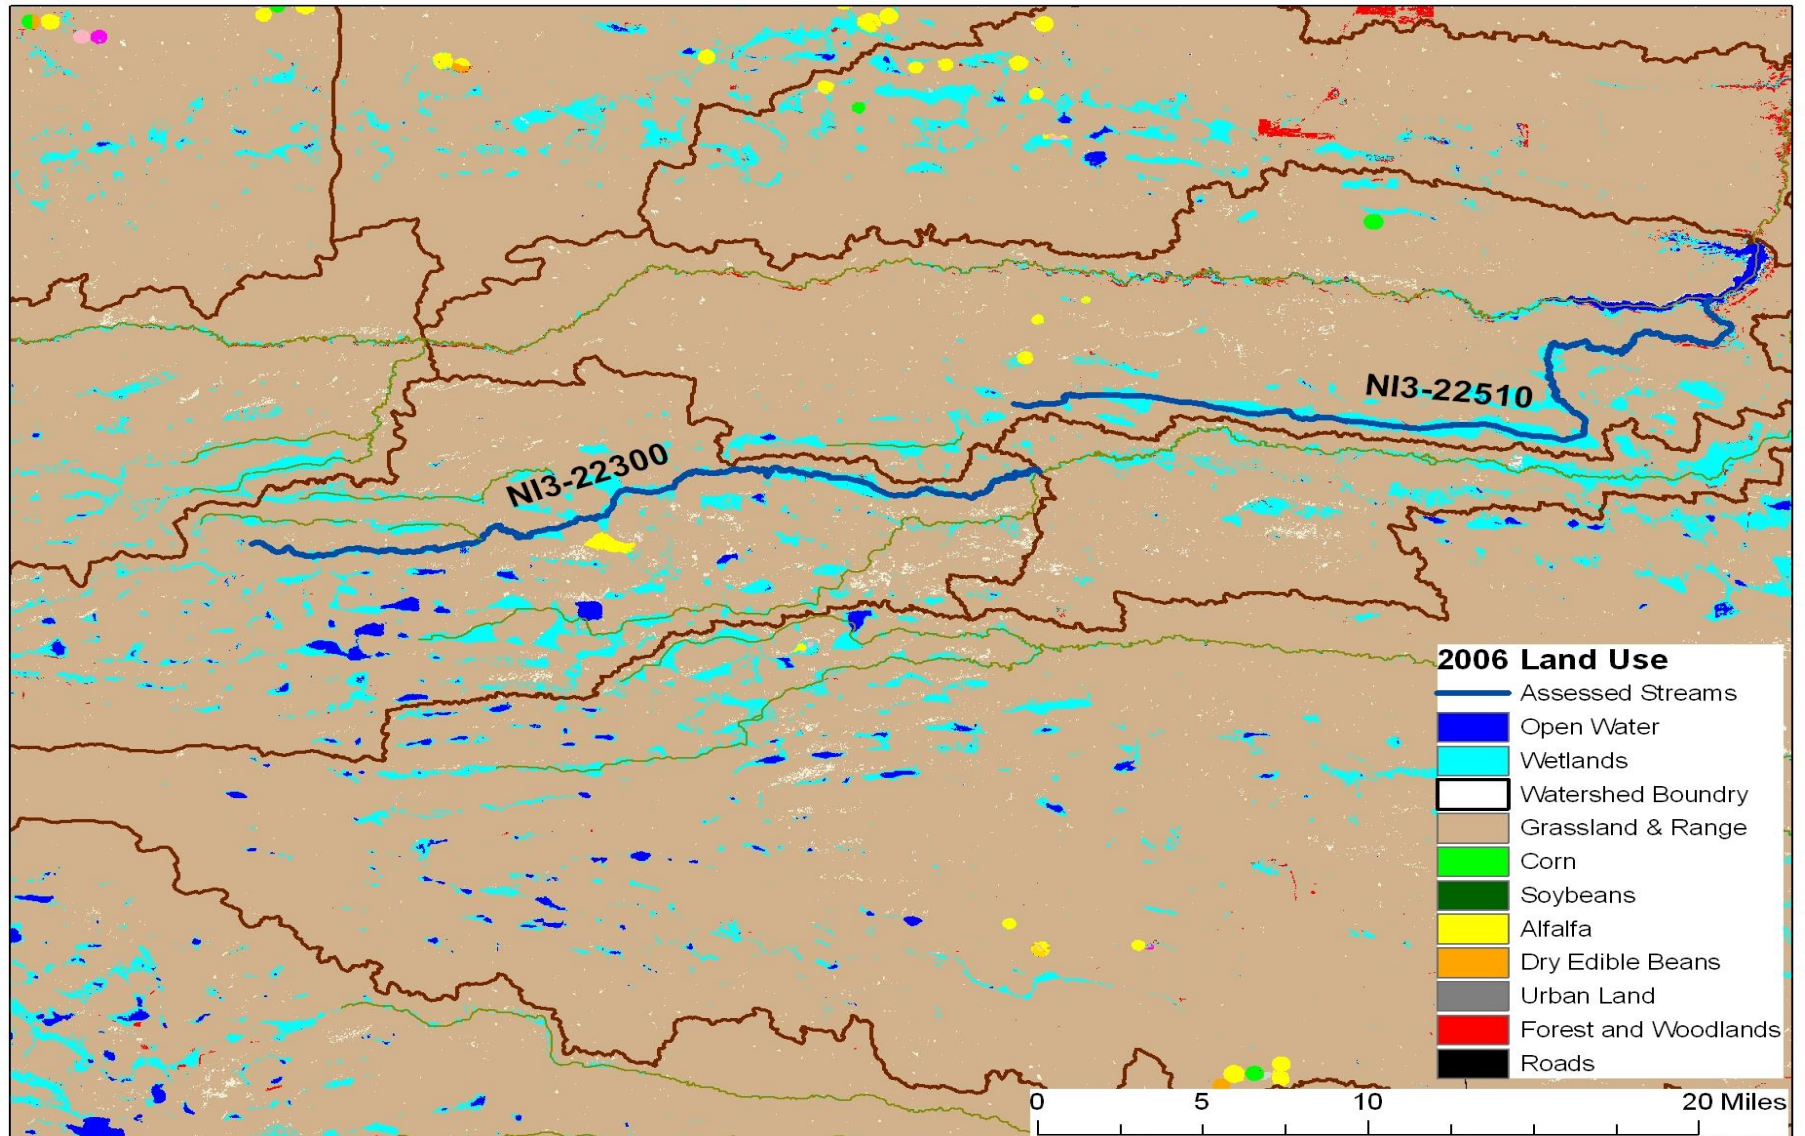 NI3-22510
NI3-22300
2006 Land Use
Assessed Streams
Open Water
Wetlands
Watershed Boundry
Grassland & Range
Corn
Soybeans
Alfalfa
Dry Edible Beans
Urban Land
Forest and Woodlands
Roads
0 5 10 20 Miles